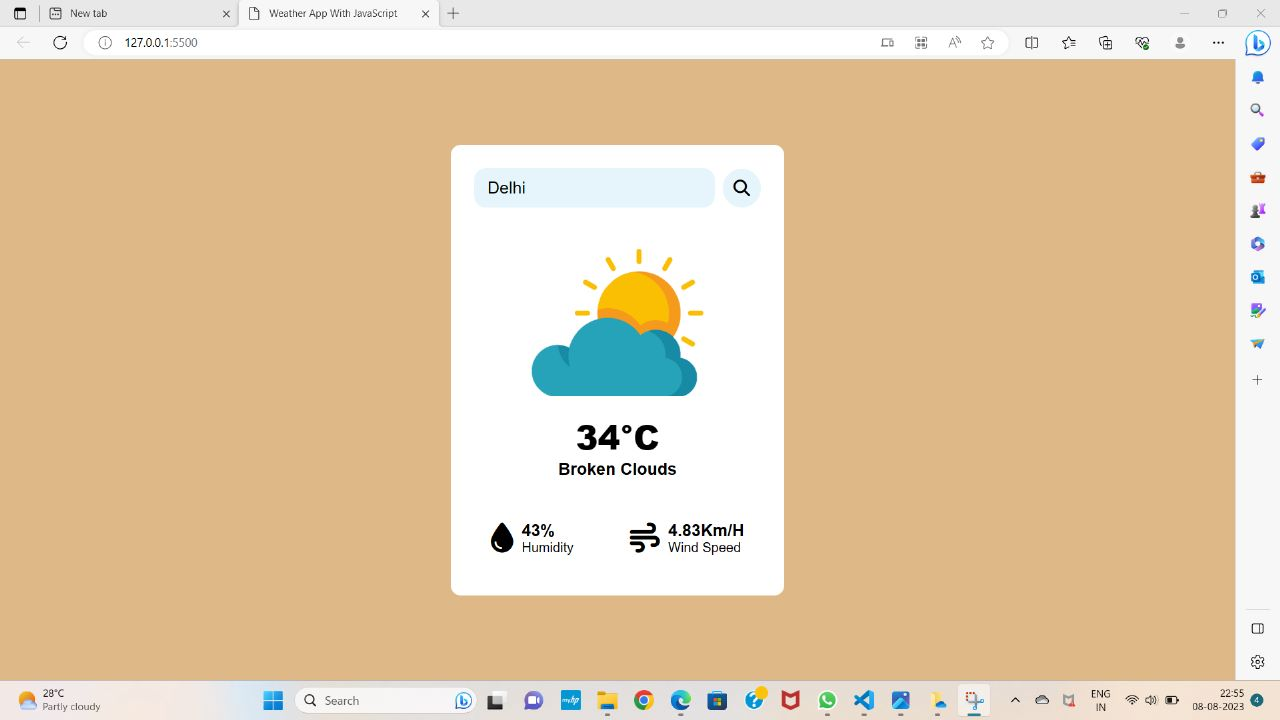 New tab
Weather App With JavaScript
127.0.0.1:5500
Delhi
34°C
Broken Clouds
43%
Humidity
4.83Km/H
Wind Speed
28°C
Partly cloudy
Search
ENG
IN
22:55
08-08-2023
4